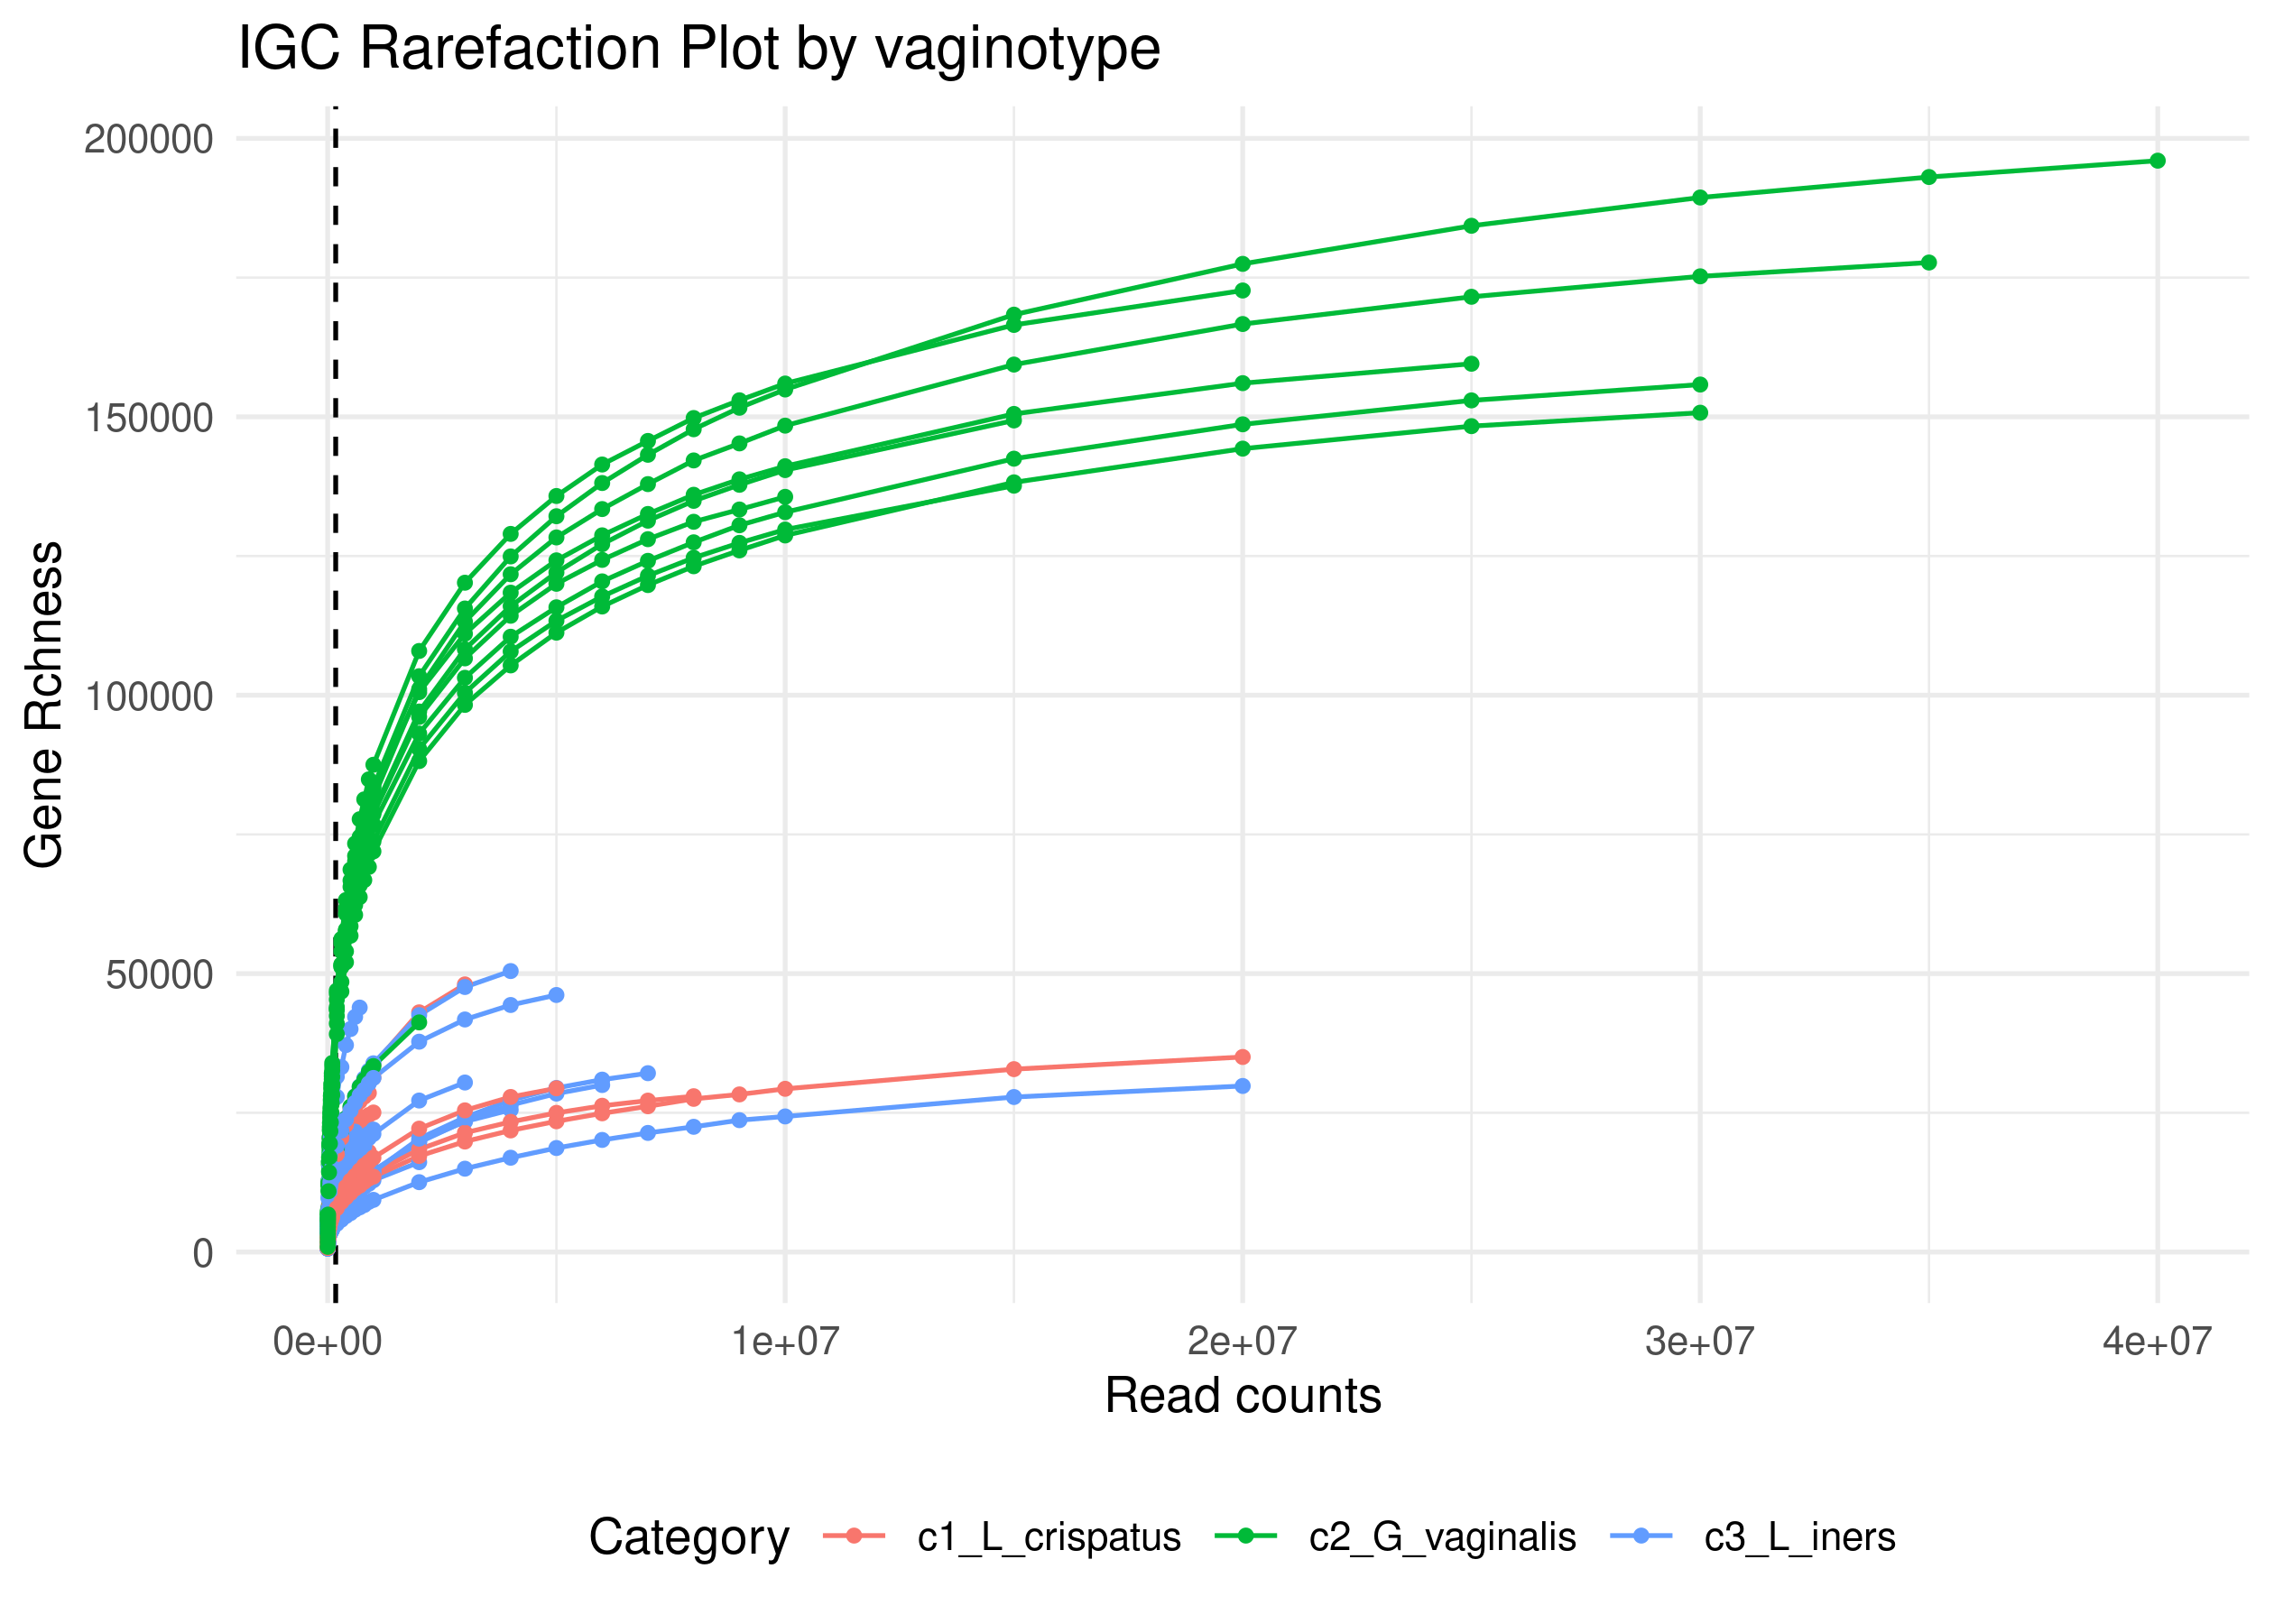 IGC Rarefaction Plot by vaginotype
200000
150000
100000
50000
0
Gene Rchness
0e+00 1e+07 2e+07 3e+07 4e+07
Read counts
Category c1_L_crispatus c2_G_vaginalis c3_L_iners